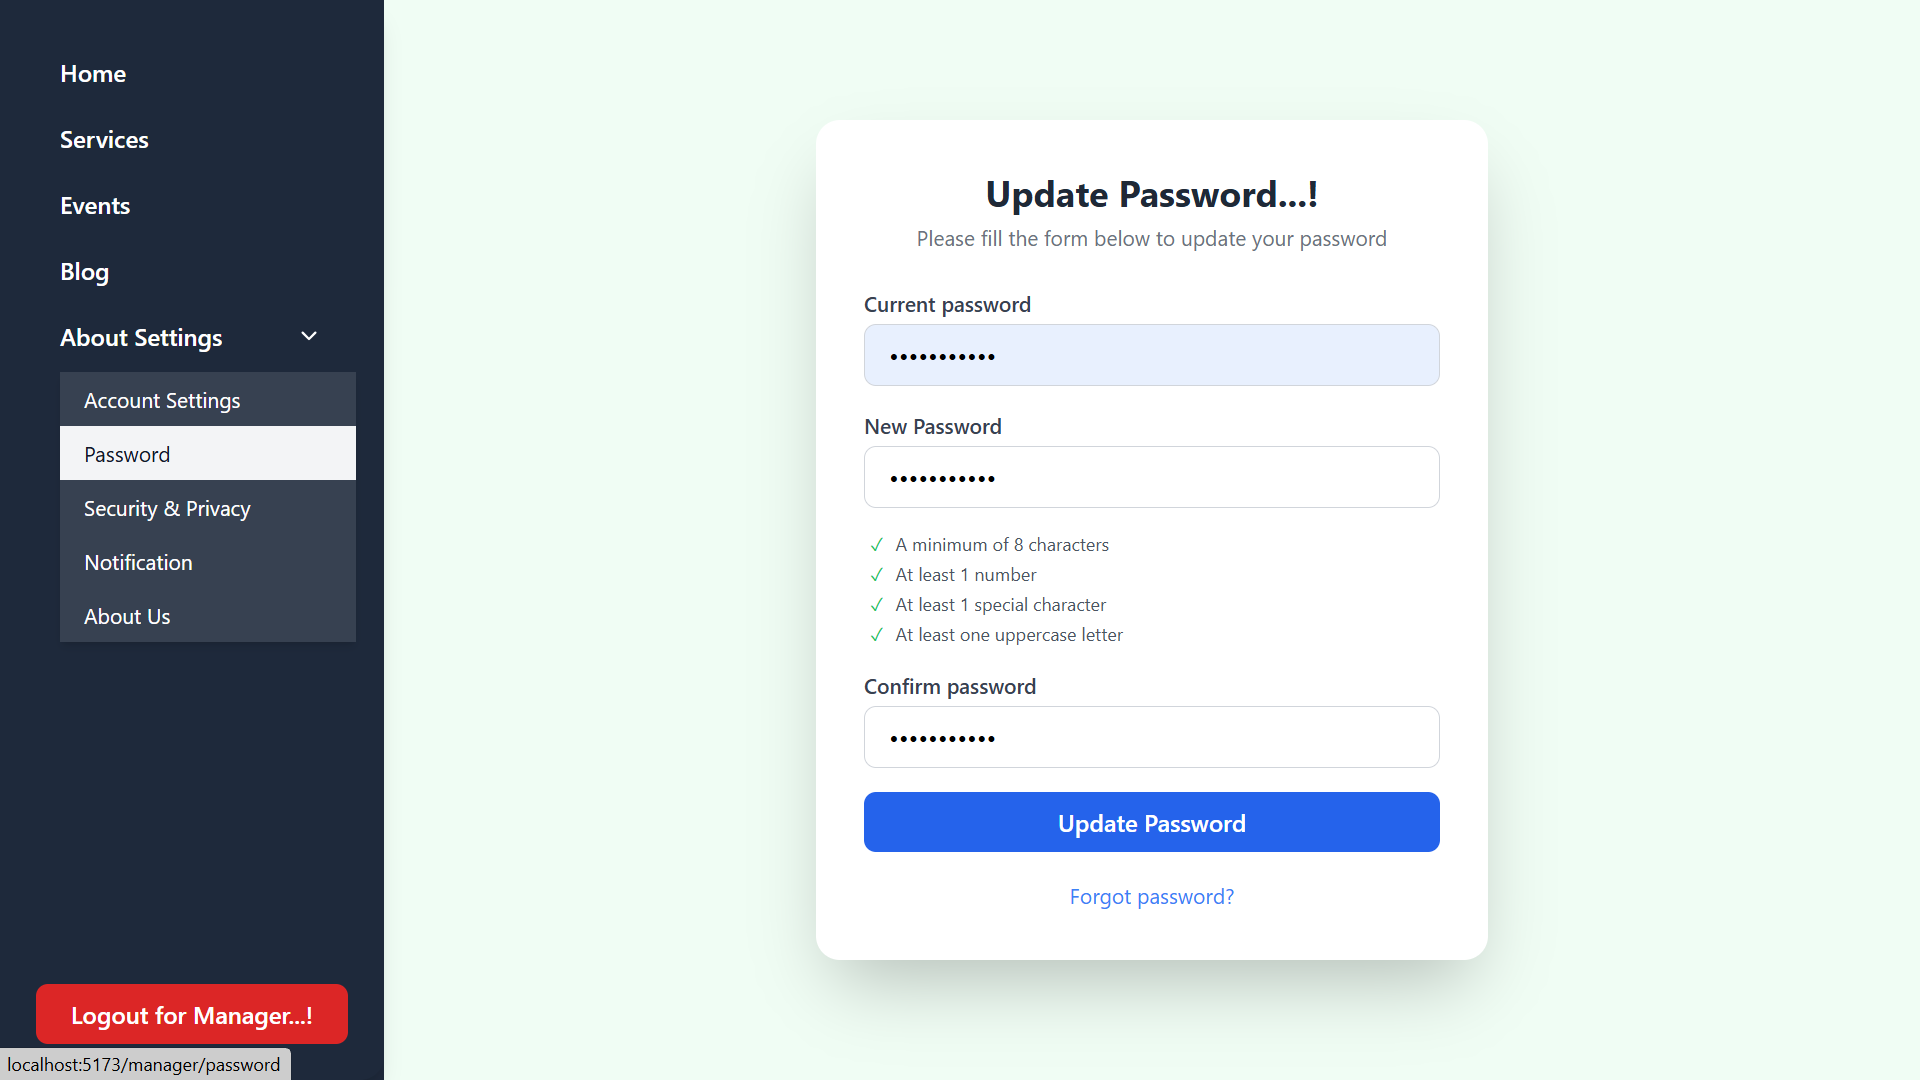 Home
Services
Events
Blog
About Settings
Account Settings
Password
Security & Privacy
Notification
About Us
Logout for Manager...!
localhost:5173/manager/password
Update Password...!
Please fill the form below to update your password
Current password
•••••••••••
New Password
•••••••••••
✓ A minimum of 8 characters
✓ At least 1 number
✓ At least 1 special character
✓ At least one uppercase letter
Confirm password
•••••••••••
Update Password
Forgot password?